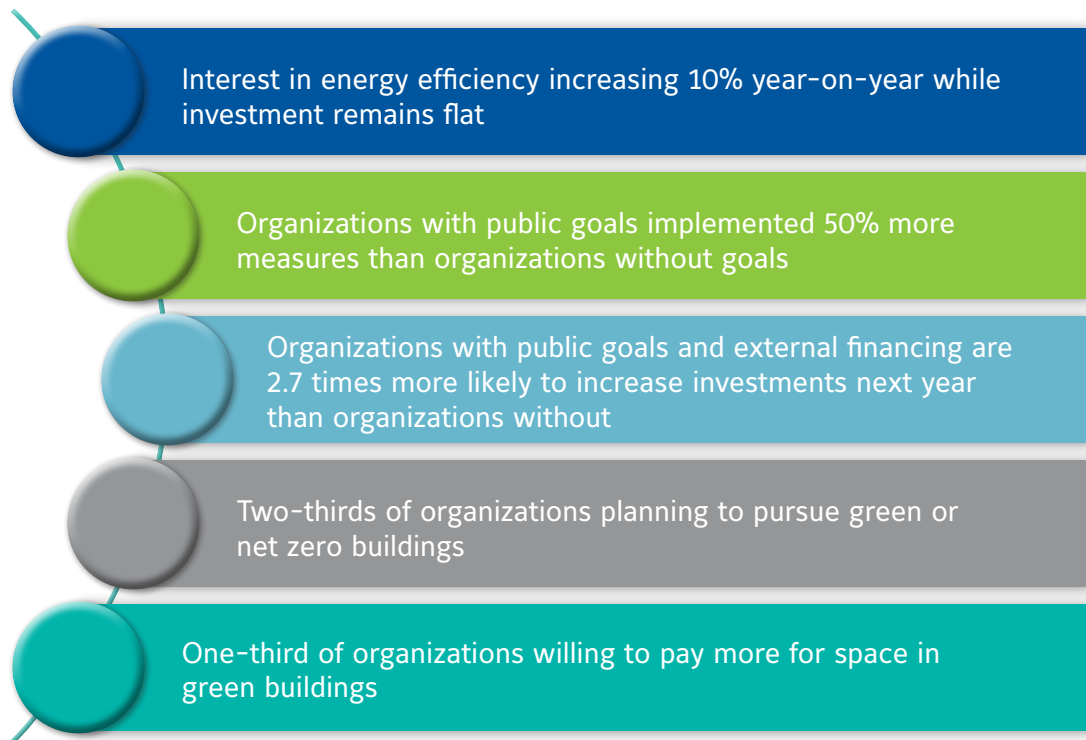 Interest in energy efficiency increasing 10% year-on-year while
investment remains flat
Organizations with public goals implemented 50% more
measures than organizations without goals
Organizations with public goals and external financing are
2.7 times more likely to increase investments next year
than organizations without
Two-thirds of organizations planning to pursue green or
net zero buildings
One-third of organizations willing to pay more for space in
green buildings